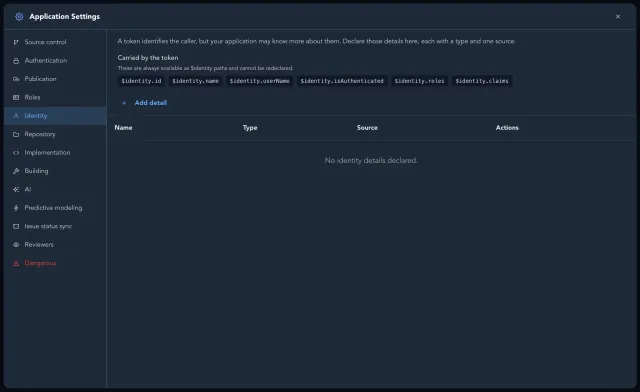 Application Settings
Source control
Authentication
Publication
Roles
Identity
Repository
Implementation
Building
AI
Predictive modeling
Issue status sync
Reviewers
Dangerous
A token identifies the caller, but your application may know more about them. Declare those details here, each with a type and one source.
Carried by the token
These are always available as $identity paths and cannot be redeclared.
$identity.id $identity.name $identity.userName $identity.isAuthenticated $identity.roles $identity.claims
+ Add detail
Name Type Source Actions
No identity details declared.